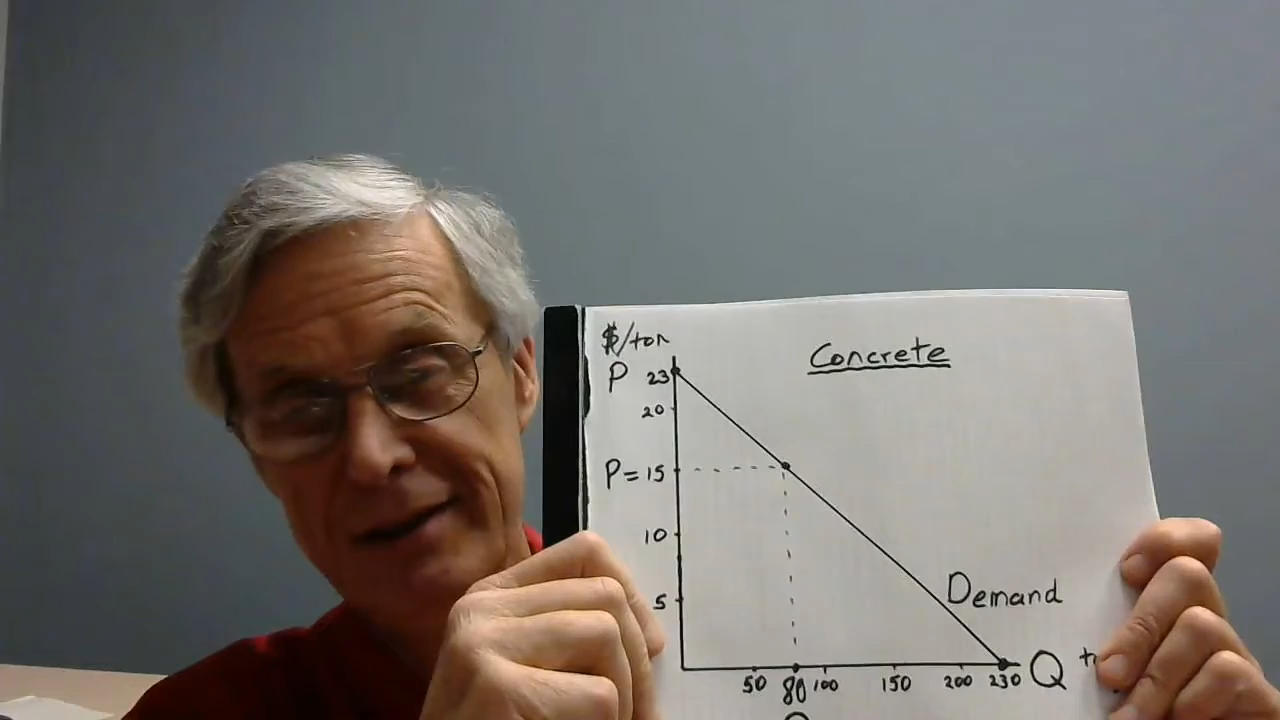 $/ton
Concrete
P 23
20
P = 15
10
5
Demand
50 80 100 150 200 230 Q